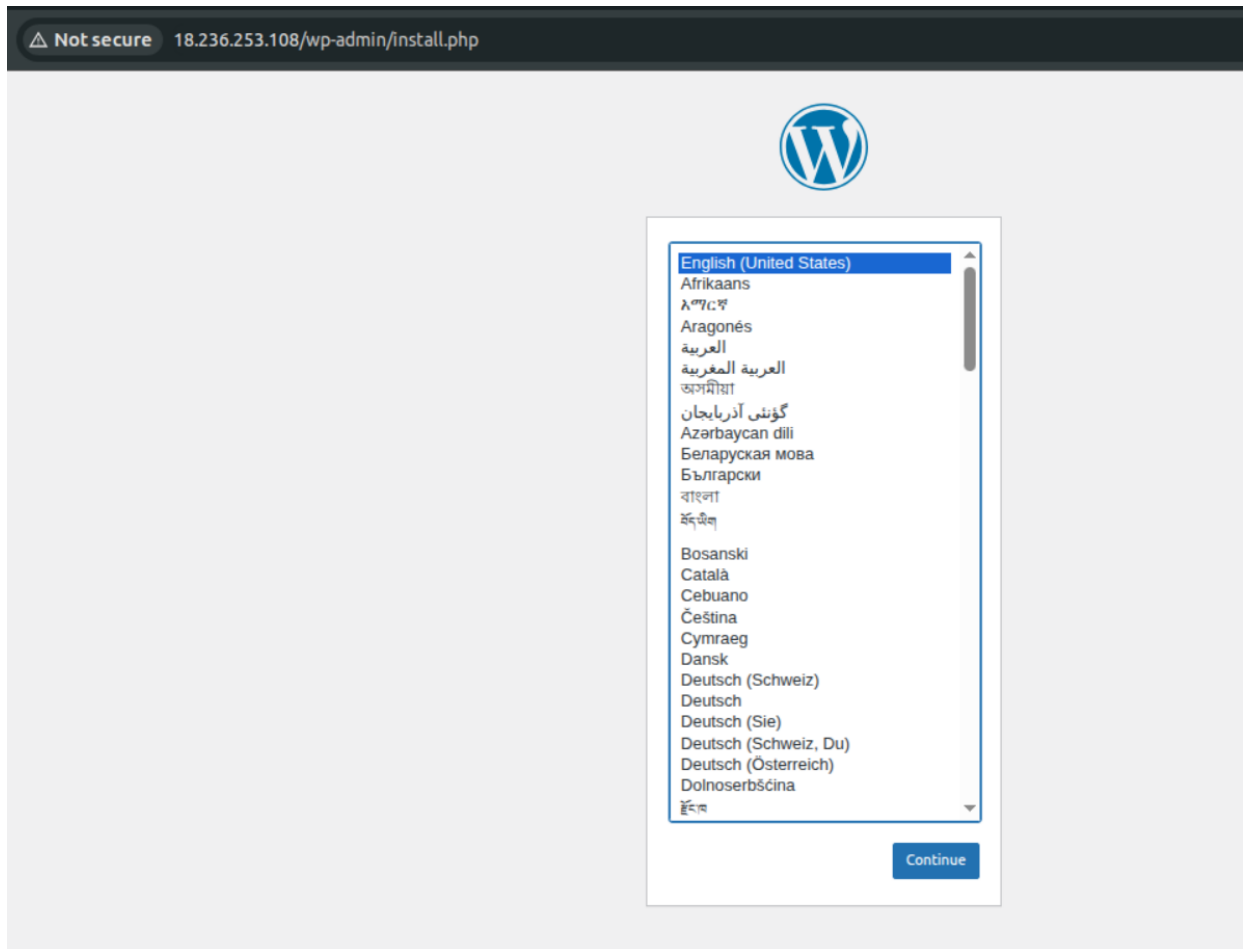 Not secure 18.236.253.108/wp-admin/install.php
W
English (United States)
Afrikaans
አማርኛ
Aragonés
العربية
العربية المغربية
অসমীয়া
گؤنئی آذربایجان
Azərbaycan dili
Беларуская мова
Български
বাংলা
བོད་ཡིག
Bosanski
Català
Cebuano
Čeština
Cymraeg
Dansk
Deutsch (Schweiz)
Deutsch
Deutsch (Sie)
Deutsch (Schweiz, Du)
Deutsch (Österreich)
Dolnoserbšćina
རྫོང་ཁ
Continue